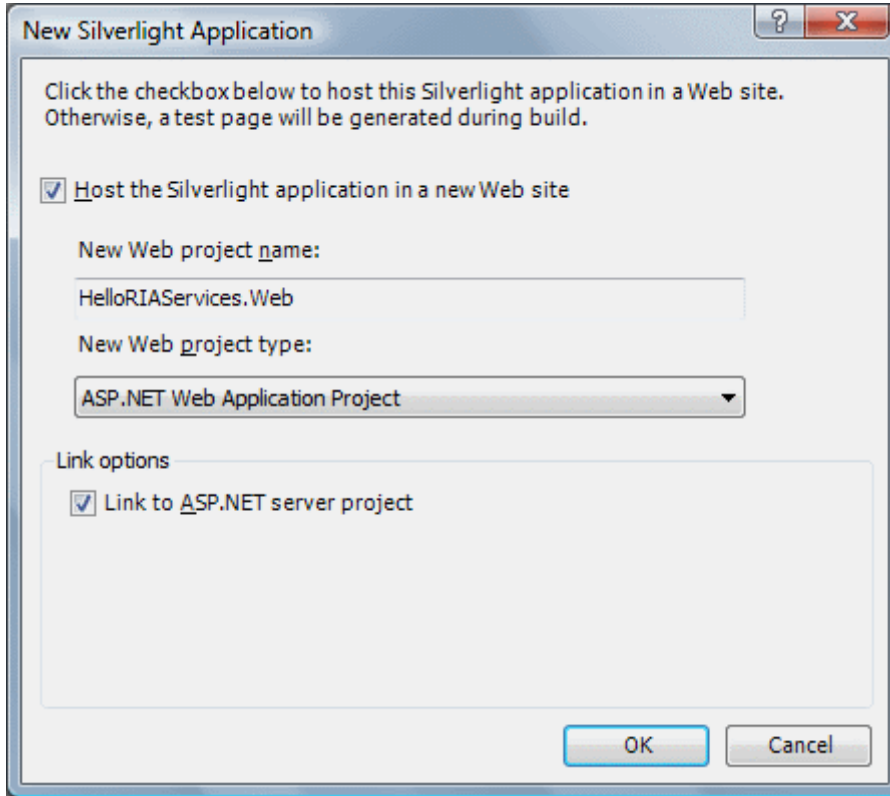 New Silverlight Application
Click the checkbox below to host this Silverlight application in a Web site.
Otherwise, a test page will be generated during build.
Host the Silverlight application in a new Web site
New Web project name:
HelloRIAServices.Web
New Web project type:
ASP.NET Web Application Project
Link options
Link to ASP.NET server project
OK
Cancel